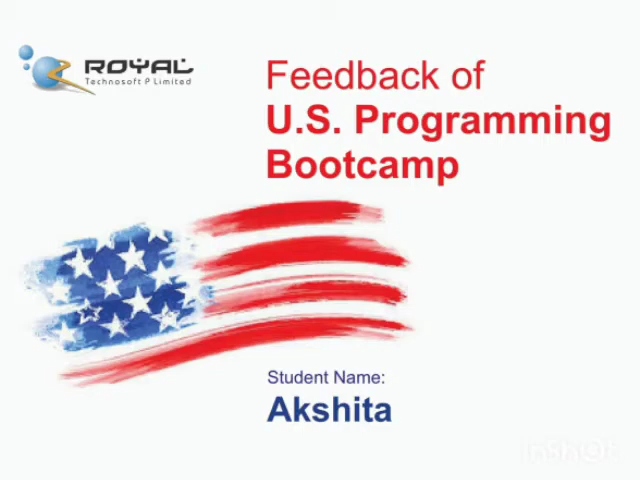 ROYAL
Technosoft P Limited
Feedback of
U.S. Programming
Bootcamp
Student Name:
Akshita
InShOt